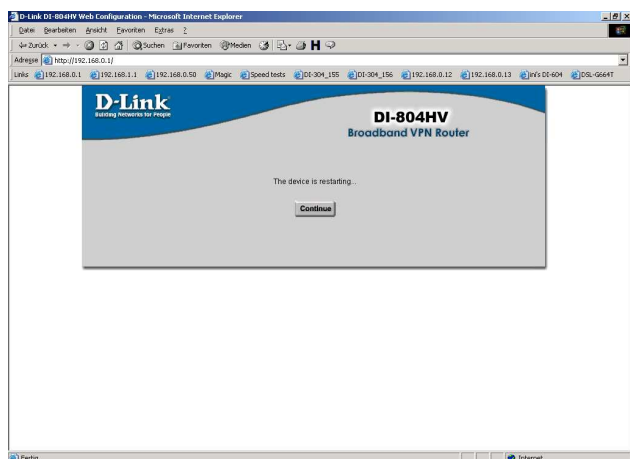 D-Link DI-804HV Web Configuration - Microsoft Internet Explorer
Datei Bearbeiten Ansicht Favoriten Extras ?
Zurück Suchen Favoriten Medien
Adresse http://192.168.0.1/
Links 192.168.0.1 192.168.1.1 192.168.0.50 Magic Speed tests DI-304_155 DI-304_156 192.168.0.12 192.168.0.13 DI-604 DSL-G664T
D-Link
Building Networks for People
DI-804HV
Broadband VPN Router
The device is restarting...
Continue
Fertig Internet